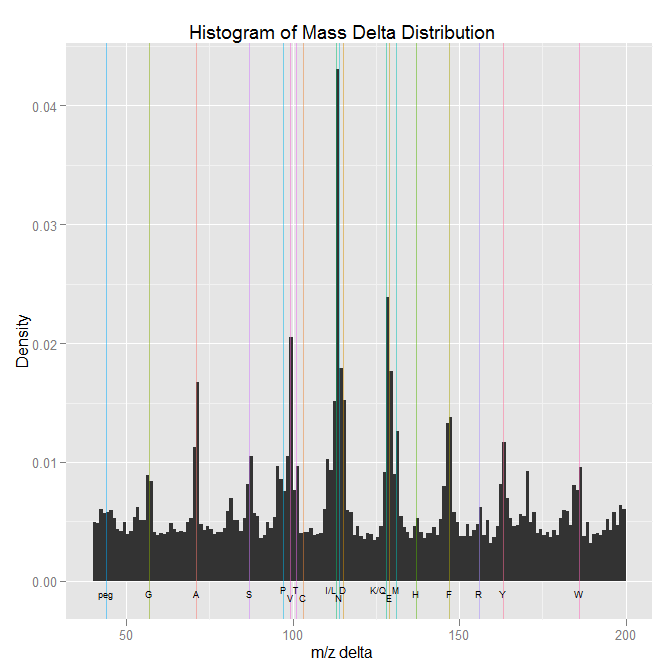 Histogram of Mass Delta Distribution
Density
0.04
0.03
0.02
0.01
0.00
peg G A S P T I/L D K/Q M H F R Y W
V C N E
50 100 150 200
m/z delta